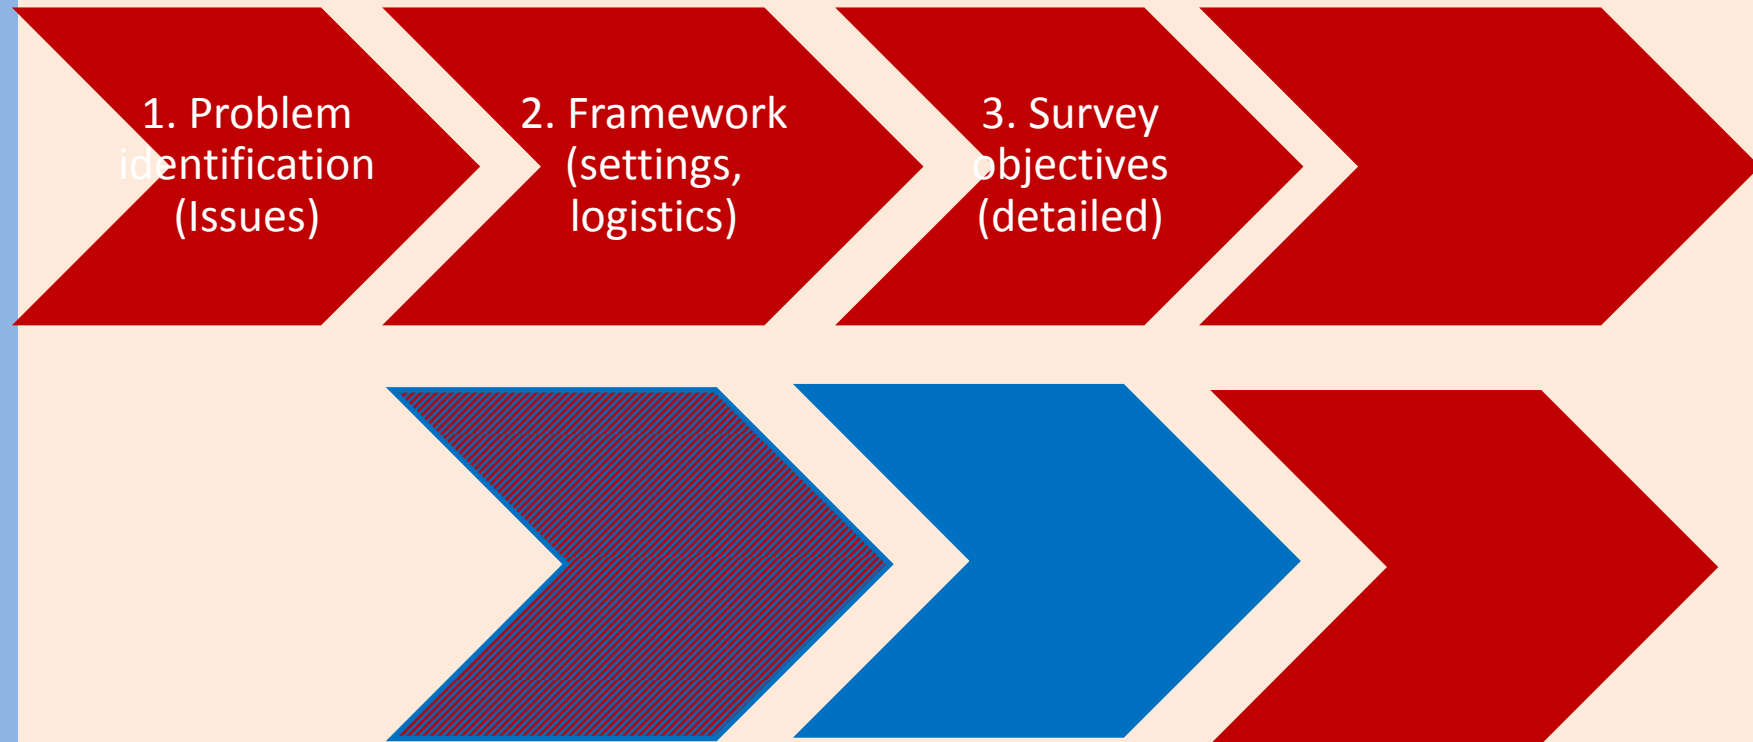 1. Problem
identification
(Issues)
2. Framework
(settings,
logistics)
3. Survey
objectives
(detailed)